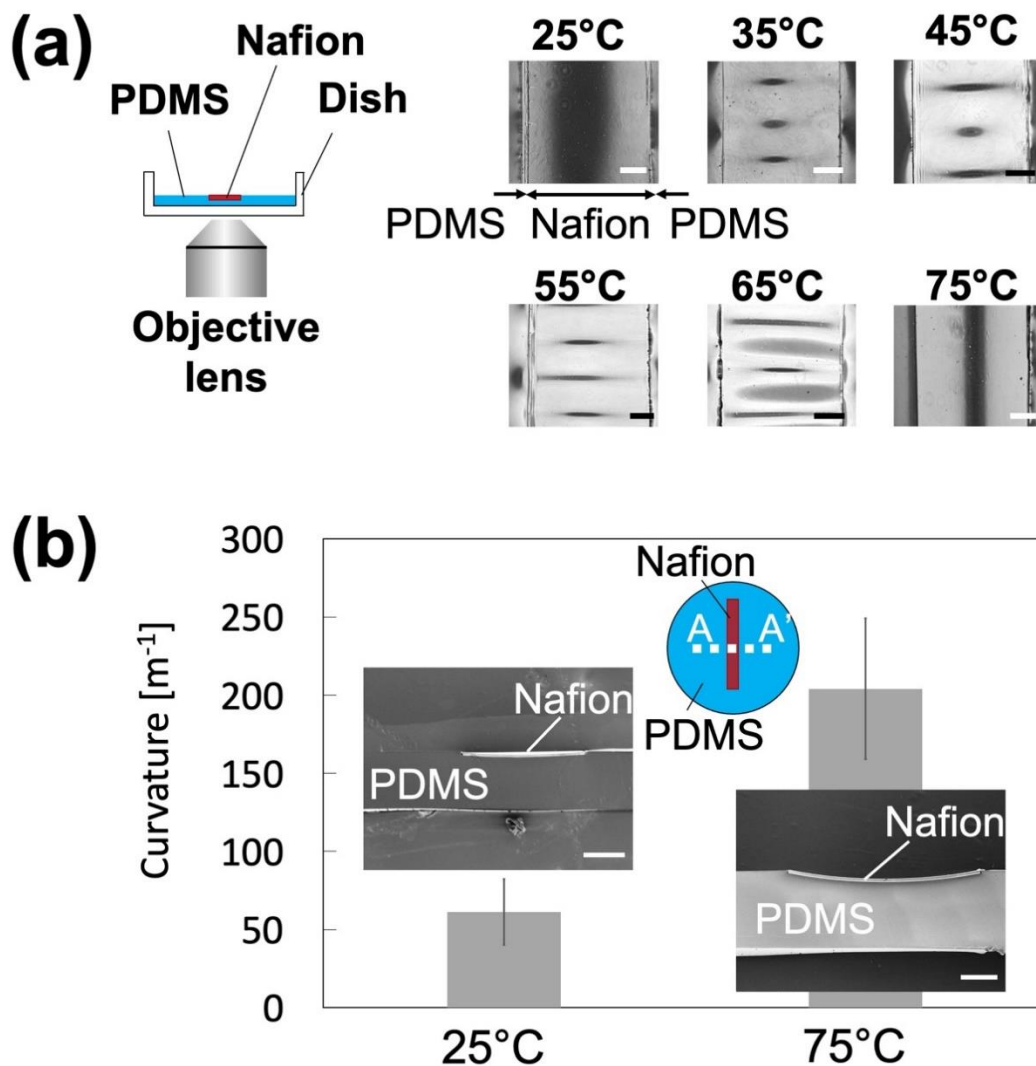 (a)
Nafion
PDMS
Dish
Objective
lens
25°C
35°C
45°C
PDMS Nafion PDMS
55°C
65°C
75°C
(b)
Curvature [m⁻¹]
300
250
200
150
100
50
0
Nafion
PDMS
Nafion
A A'
PDMS
Nafion
PDMS
25°C
75°C